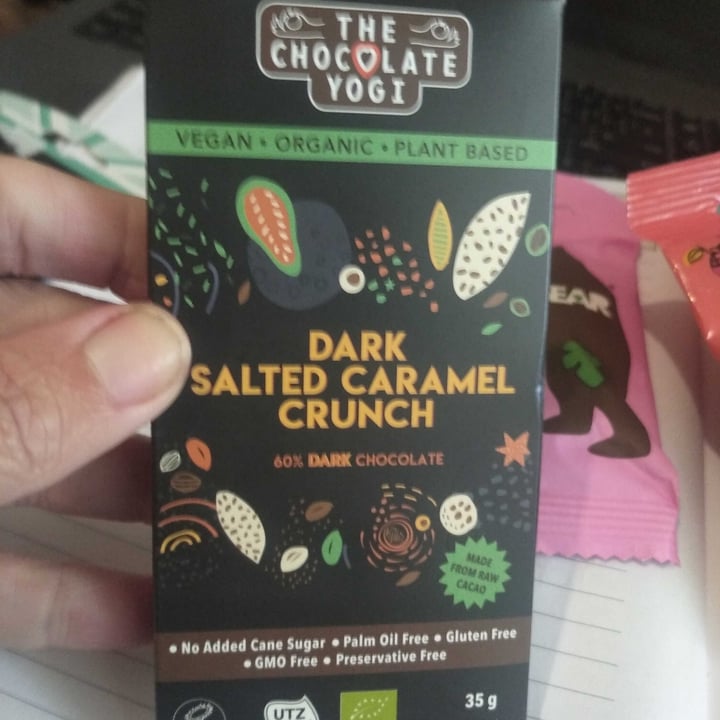 THE
CHOCOLATE
YOGI
VEGAN • ORGANIC • PLANT BASED
EAR
DARK
SALTED CARAMEL
CRUNCH
60% DARK CHOCOLATE
MADE
FROM RAW
CACAO
• No Added Cane Sugar • Palm Oil Free • Gluten Free
• GMO Free • Preservative Free
UTZ
35 g